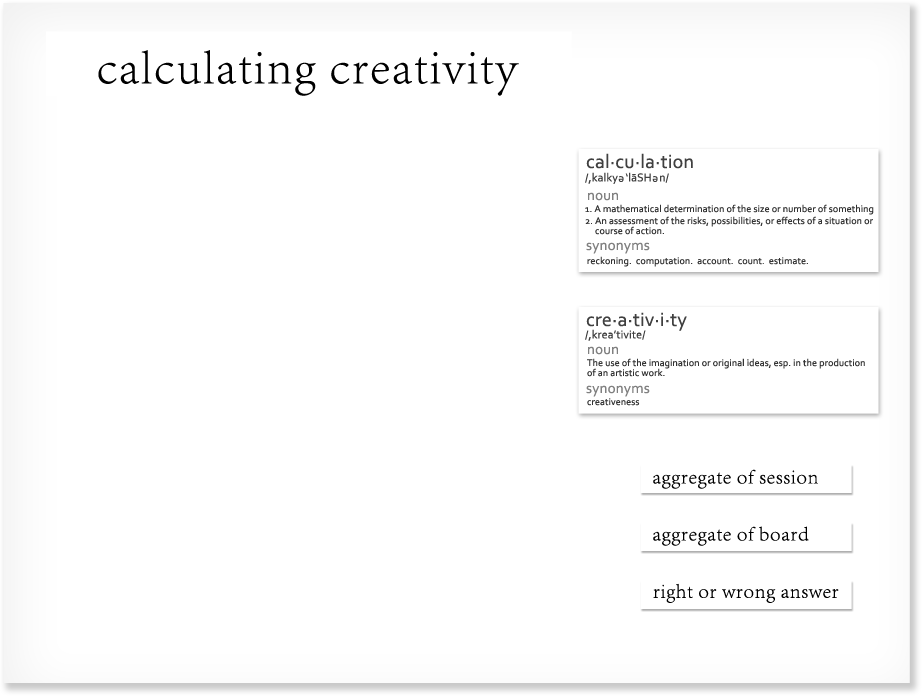 calculating creativity
cal·cu·la·tion
/ˌkalkyəˈlāSHən/
noun
1. A mathematical determination of the size or number of something
2. An assessment of the risks, possibilities, or effects of a situation or
course of action.
synonyms
reckoning. computation. account. count. estimate.
cre·a·tiv·i·ty
/ˌkrea'tivite/
noun
The use of the imagination or original ideas, esp. in the production
of an artistic work.
synonyms
creativeness
aggregate of session
aggregate of board
right or wrong answer